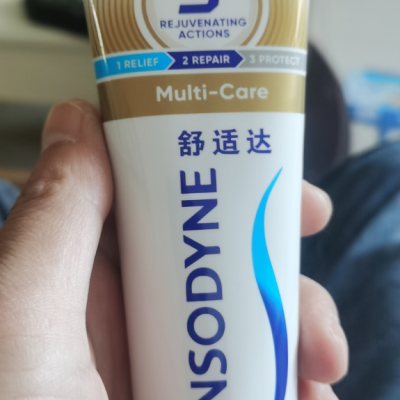 REJUVENATING
ACTIONS
1 RELIEF 2 REPAIR 3 PROTECT
Multi-Care
舒适达
NSODYNE